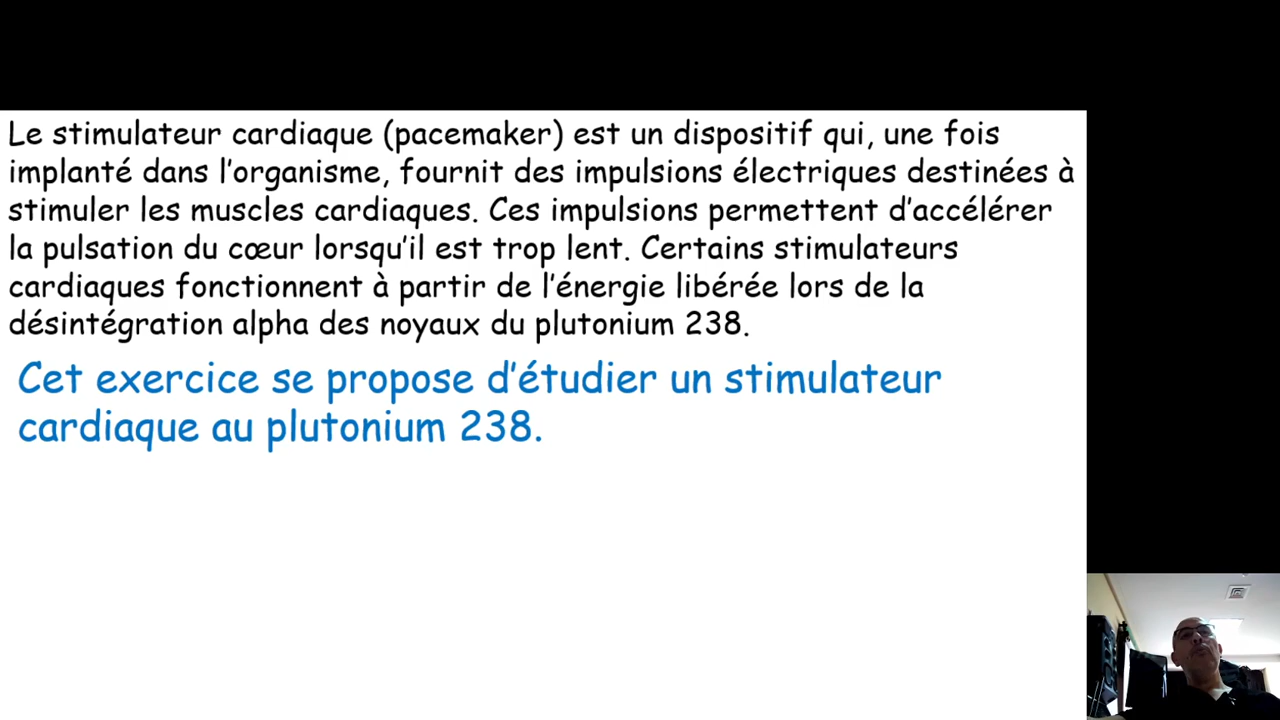 Le stimulateur cardiaque (pacemaker) est un dispositif qui, une fois
implanté dans l’organisme, fournit des impulsions électriques destinées à
stimuler les muscles cardiaques. Ces impulsions permettent d’accélérer
la pulsation du cœur lorsqu’il est trop lent. Certains stimulateurs
cardiaques fonctionnent à partir de l’énergie libérée lors de la
désintégration alpha des noyaux du plutonium 238.
Cet exercice se propose d’étudier un stimulateur
cardiaque au plutonium 238.